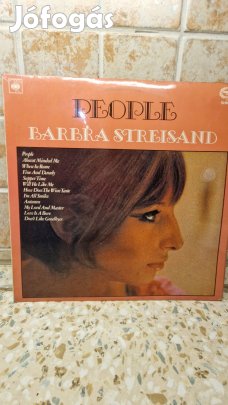 Jófogás
CBS
PEOPLE
BARBRA STREISAND
People
Absent Minded Me
When In Rome
Fine And Dandy
Supper Time
Will He Like Me
How Does The Wine Taste
I'm All Smiles
Autumn
My Lord And Master
Love Is A Bore
Don't Like Goodbyes